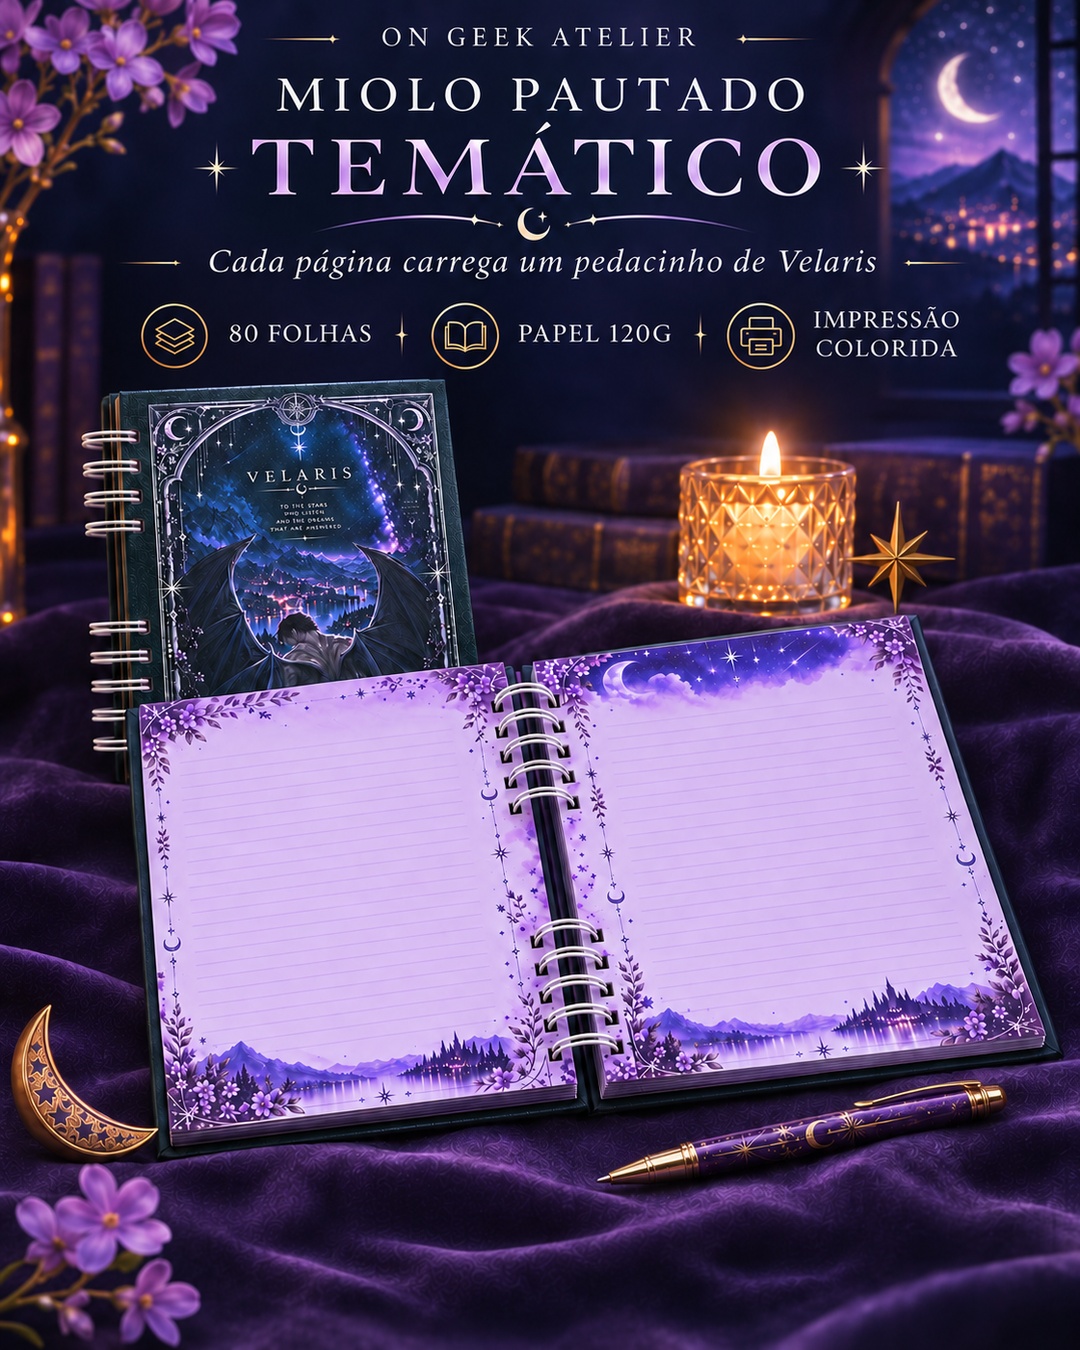 ON GEEK ATELIER
MIOLO PAUTADO
TEMÁTICO
Cada página carrega um pedacinho de Velaris
80 FOLHAS
PAPEL 120G
IMPRESSÃO
COLORIDA
VELARIS
TO THE STARS
WHO LISTEN
AND THE DREAMS
THAT ARE ANSWERED